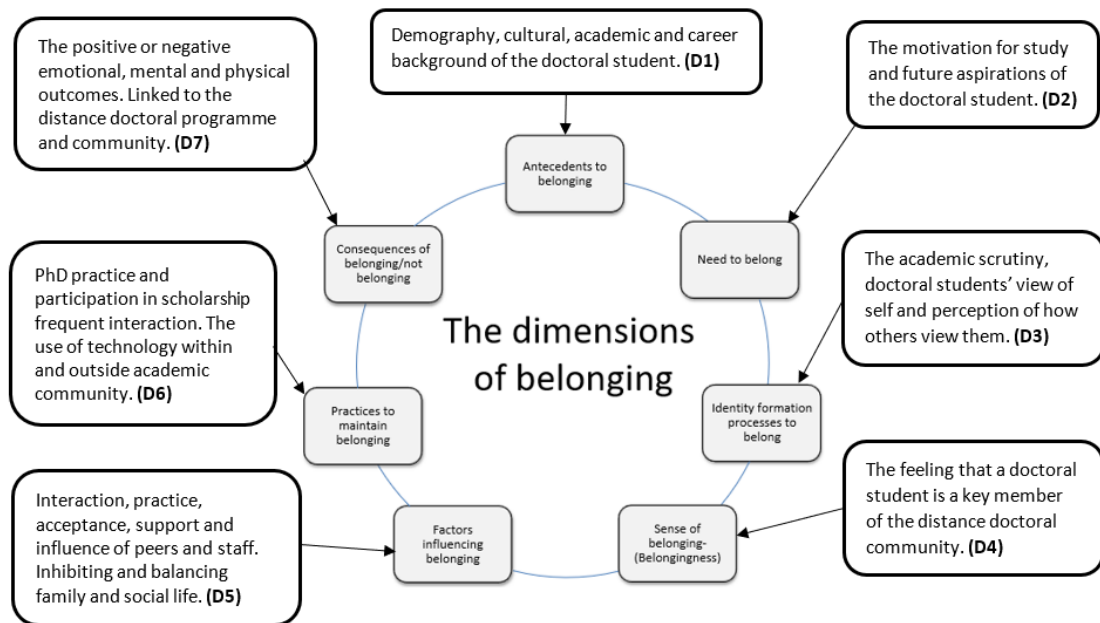 Demography, cultural, academic and career
background of the doctoral student. (D1)
The motivation for study
and future aspirations of
the doctoral student. (D2)
The academic scrutiny,
doctoral students’ view of
self and perception of how
others view them. (D3)
The feeling that a doctoral
student is a key member
of the distance doctoral
community. (D4)
Interaction, practice,
acceptance, support and
influence of peers and staff.
Inhibiting and balancing
family and social life. (D5)
PhD practice and
participation in scholarship
frequent interaction. The
use of technology within
and outside academic
community. (D6)
The positive or negative
emotional, mental and physical
outcomes. Linked to the
distance doctoral programme
and community. (D7)
Antecedents to
belonging
Need to belong
Identity formation
processes to
belong
Sense of
belonging-
(Belongingness)
Factors
influencing
belonging
Practices to
maintain
belonging
Consequences of
belonging/not
belonging
The dimensions
of belonging